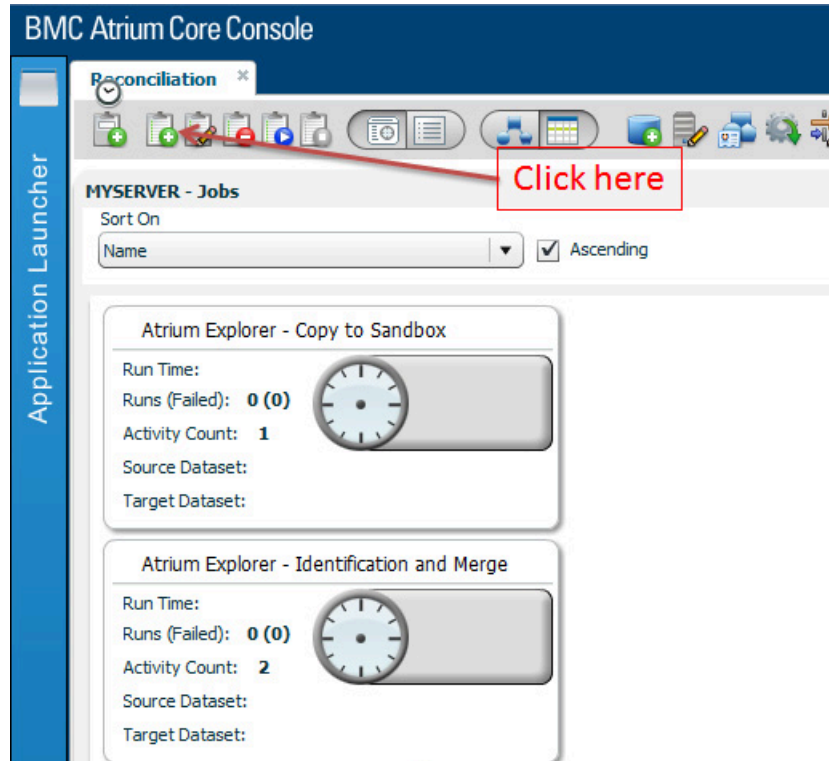 BMC Atrium Core Console
Reconciliation
Application Launcher
Click here
MYSERVER - Jobs
Sort On
Name
Ascending
Atrium Explorer - Copy to Sandbox
Run Time:
Runs (Failed): 0 (0)
Activity Count: 1
Source Dataset:
Target Dataset:
Atrium Explorer - Identification and Merge
Run Time:
Runs (Failed): 0 (0)
Activity Count: 2
Source Dataset:
Target Dataset: